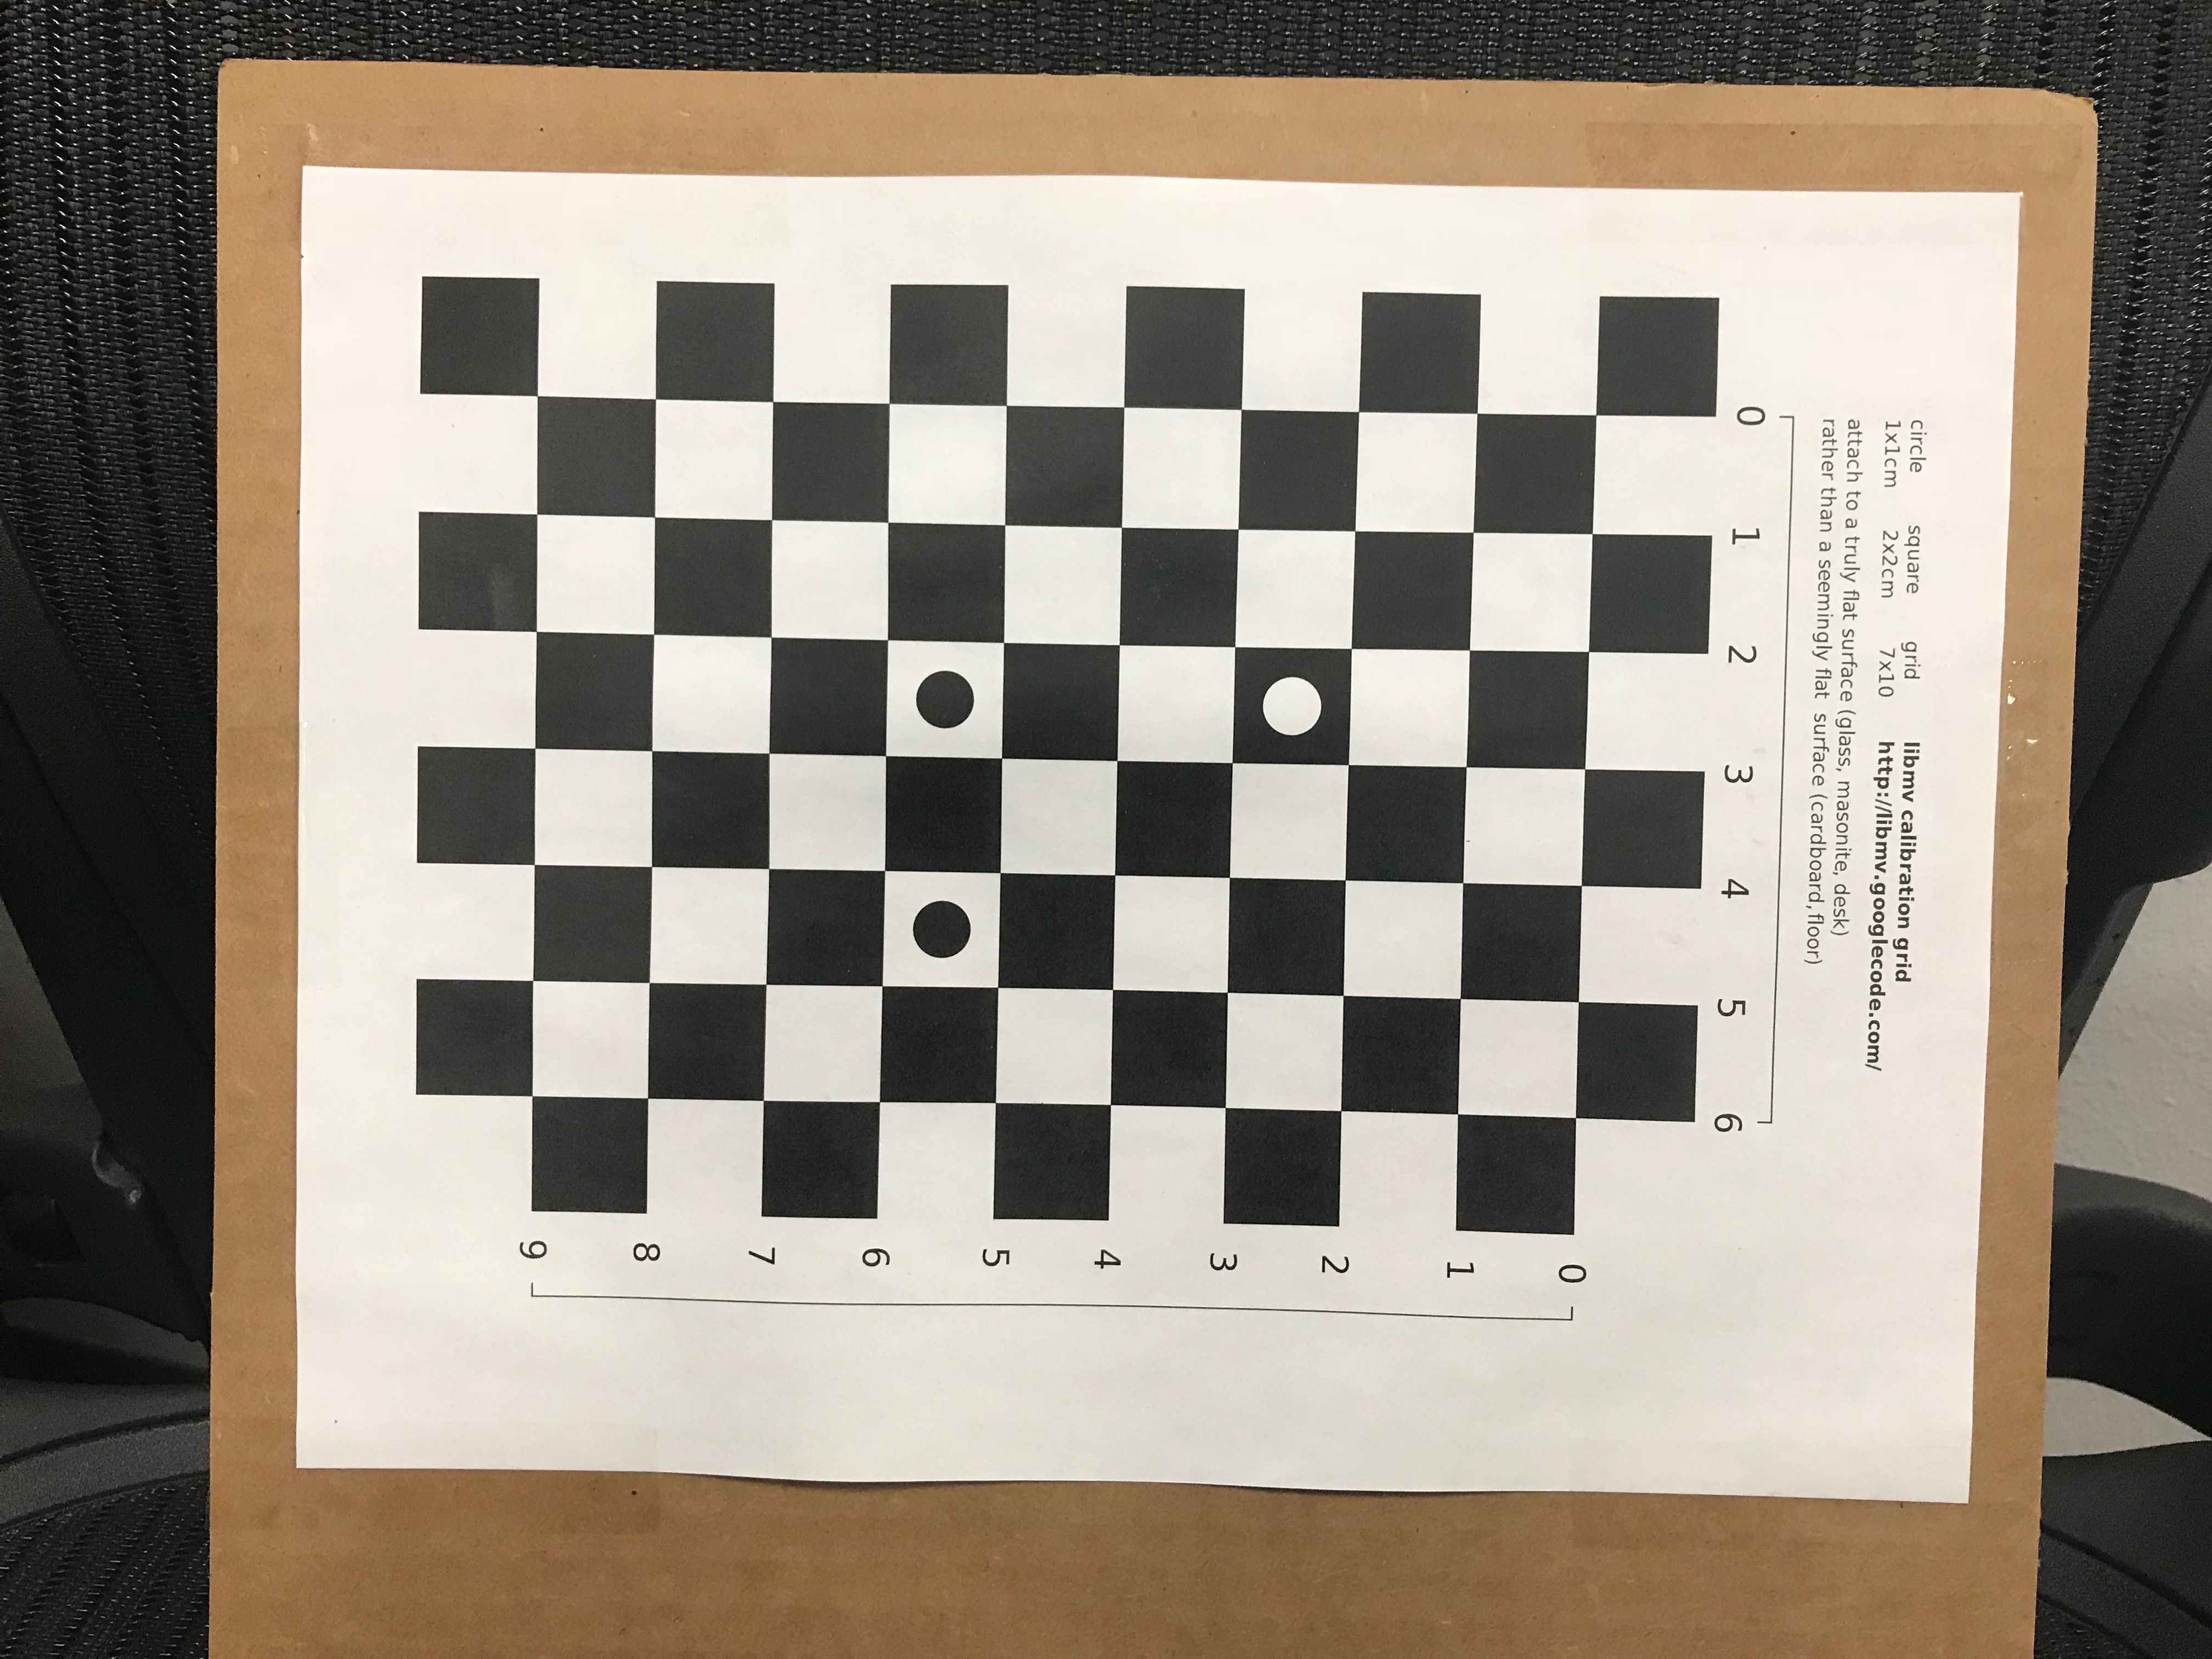 circle square grid libmv calibration grid
1x1cm 2x2cm 7x10 http://libmv.googlecode.com/
attach to a truly flat surface (glass, masonite, desk)
rather than a seemingly flat surface (cardboard, floor)
0 1 2 3 4 5 6
0
1
2
3
4
5
6
7
8
9